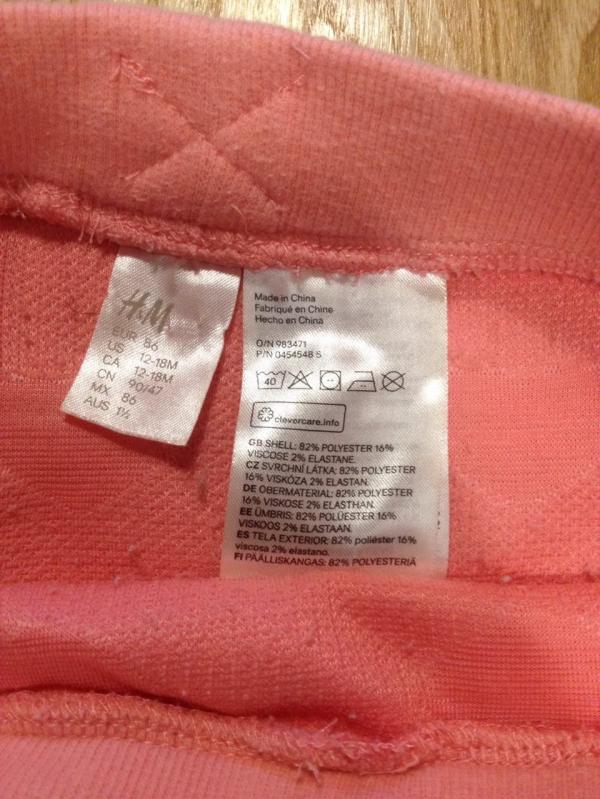 H&M
EUR 86
US 12-18M
CA 12-18M
CN 90/47
MX 86
AUS 1½
Made in China
Fabriqué en Chine
Hecho en China
O/N 983471
P/N 0454548 S
40
clevercare.info
GB SHELL: 82% POLYESTER 16%
VISCOSE 2% ELASTANE.
CZ SVRCHNÍ LÁTKA: 82% POLYESTER
16% VISKÓZA 2% ELASTAN.
DE OBERMATERIAL: 82% POLYESTER
16% VISKOSE 2% ELASTHAN.
EE ÜMBRIS: 82% POLÜESTER 16%
VISKOOS 2% ELASTAAN.
ES TELA EXTERIOR: 82% poliéster 16%
viscosa 2% elastano.
FI PÄÄLLISKANGAS: 82% POLYESTERIÄ